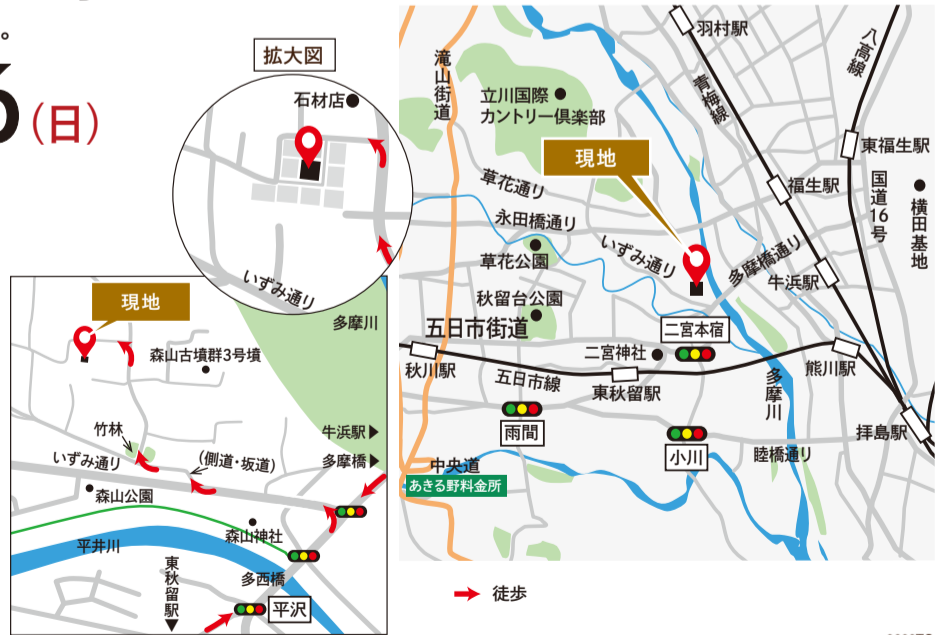 。
6(日)
拡大図
石材店
いずみ通り
現地
森山古墳群3号墳
多摩川
竹林
いずみ通り
(側道・坂道)
牛浜駅
多摩橋
森山公園
森山神社
平井川
東秋留駅
多西橋
平沢
羽村駅
八高線
滝山街道
青梅線
立川国際
カントリー倶楽部
現地
東福生駅
草花通り
福生駅
国道16号
横田基地
永田橋通り
いずみ通り
多摩橋通り
草花公園
牛浜駅
秋留台公園
五日市街道
二宮本宿
二宮神社
秋川駅
五日市線
東秋留駅
熊川駅
多摩川
拝島駅
雨間
小川
睦橋通り
中央道
あきる野料金所
徒歩